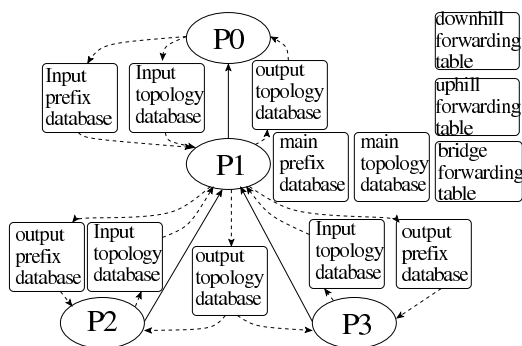 P0
downhill
forwarding
table
Input
prefix
database
Input
topology
database
output
topology
database
uphill
forwarding
table
P1
main
prefix
database
main
topology
database
bridge
forwarding
table
output
prefix
database
Input
topology
database
output
topology
database
Input
topology
database
output
prefix
database
P2
P3